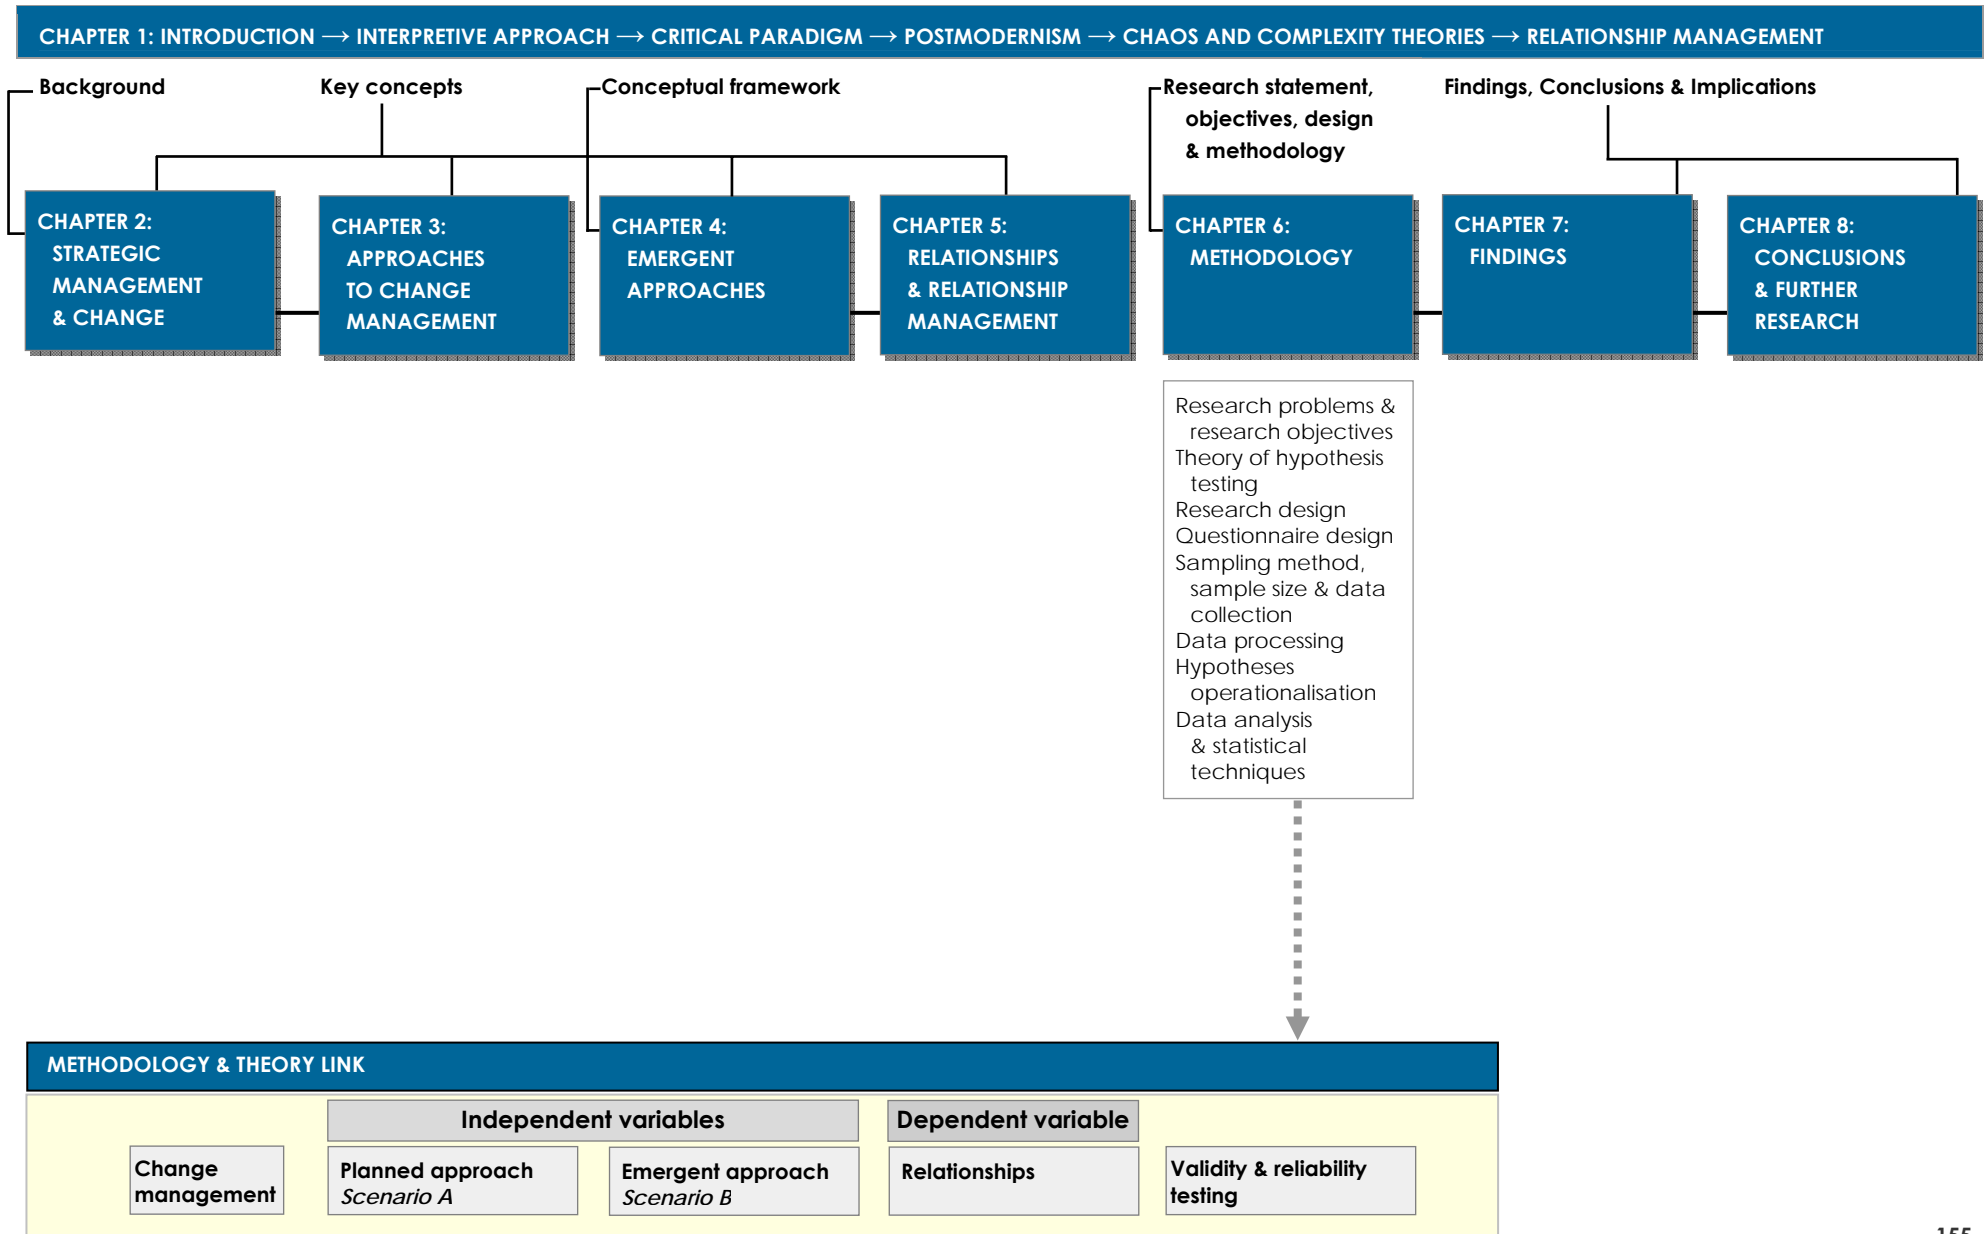 CHAPTER 1: INTRODUCTION → INTERPRETIVE APPROACH → CRITICAL PARADIGM → POSTMODERNISM → CHAOS AND COMPLEXITY THEORIES → RELATIONSHIP MANAGEMENT
Background
Key concepts
Conceptual framework
Research statement,
objectives, design
& methodology
Findings, Conclusions & Implications
CHAPTER 2:
STRATEGIC
MANAGEMENT
& CHANGE
CHAPTER 3:
APPROACHES
TO CHANGE
MANAGEMENT
CHAPTER 4:
EMERGENT
APPROACHES
CHAPTER 5:
RELATIONSHIPS
& RELATIONSHIP
MANAGEMENT
CHAPTER 6:
METHODOLOGY
CHAPTER 7:
FINDINGS
CHAPTER 8:
CONCLUSIONS
& FURTHER
RESEARCH
Research problems &
research objectives
Theory of hypothesis
testing
Research design
Questionnaire design
Sampling method,
sample size & data
collection
Data processing
Hypotheses
operationalisation
Data analysis
& statistical
techniques
METHODOLOGY & THEORY LINK
Independent variables
Dependent variable
Change
management
Planned approach
Scenario A
Emergent approach
Scenario B
Relationships
Validity & reliability
testing
155